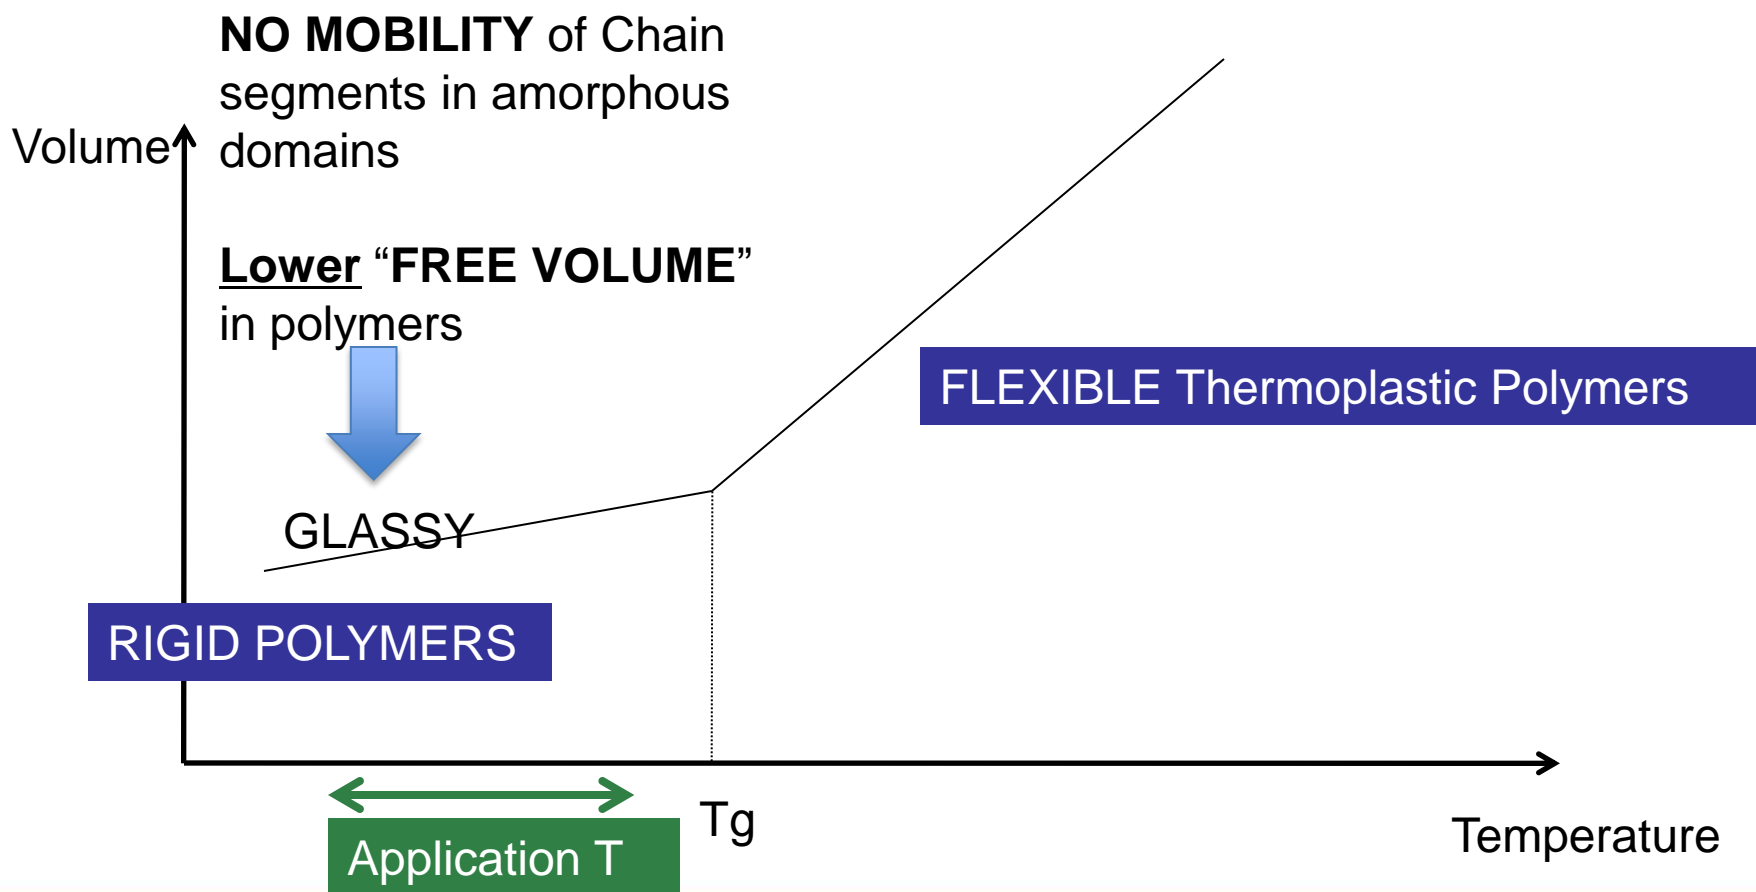 NO MOBILITY of Chain
segments in amorphous
domains
Volume
Lower “FREE VOLUME”
in polymers
FLEXIBLE Thermoplastic Polymers
GLASSY
RIGID POLYMERS
Tg
Temperature
Application T